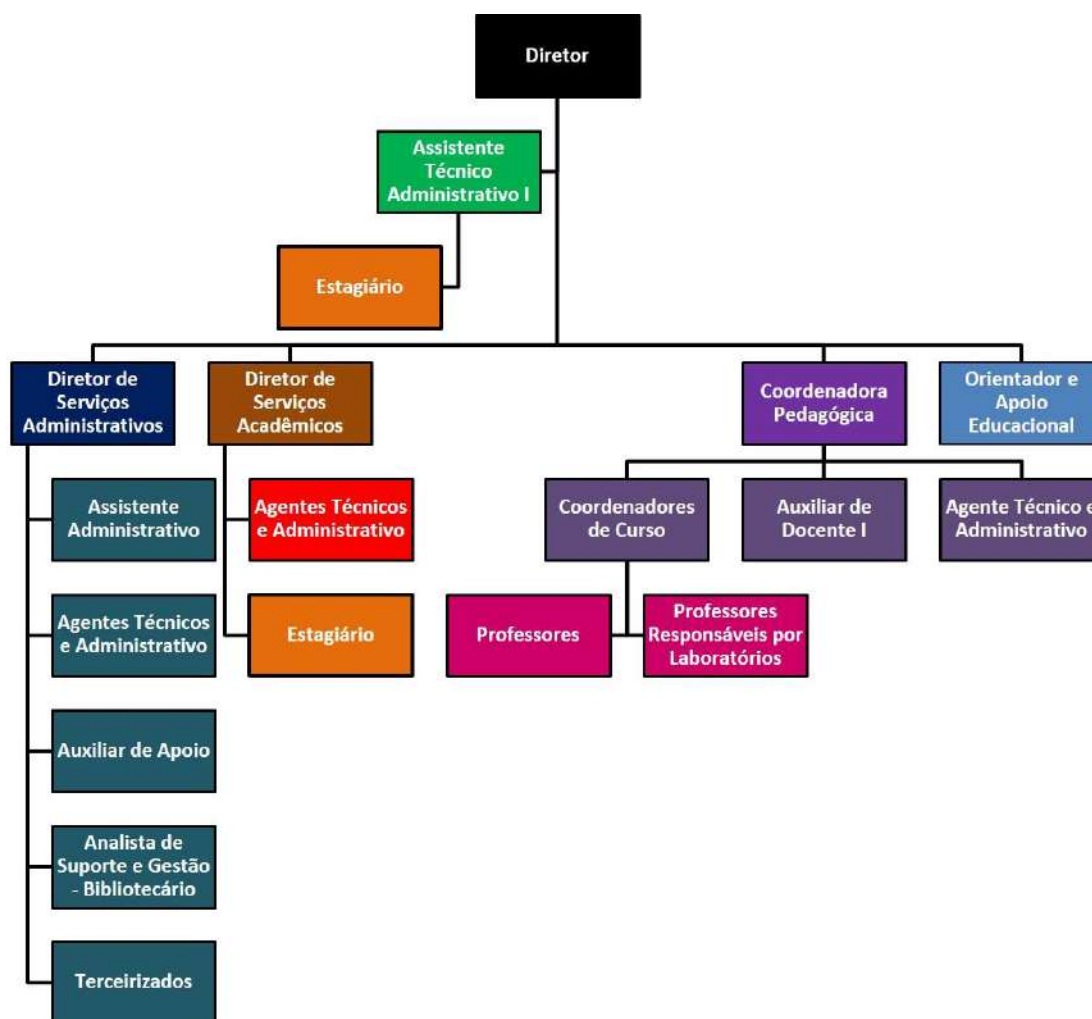 Diretor
Assistente
Técnico
Administrativo I
Estagiário
Diretor de
Serviços
Administrativos
Diretor de
Serviços
Acadêmicos
Coordenadora
Pedagógica
Orientador e
Apoio
Educacional
Assistente
Administrativo
Agentes Técnicos
e Administrativo
Coordenadores
de Curso
Auxiliar de
Docente I
Agente Técnico e
Administrativo
Agentes Técnicos
e Administrativo
Estagiário
Professores
Professores
Responsáveis por
Laboratórios
Auxiliar de Apoio
Analista de
Suporte e Gestão
- Bibliotecário
Terceirizados